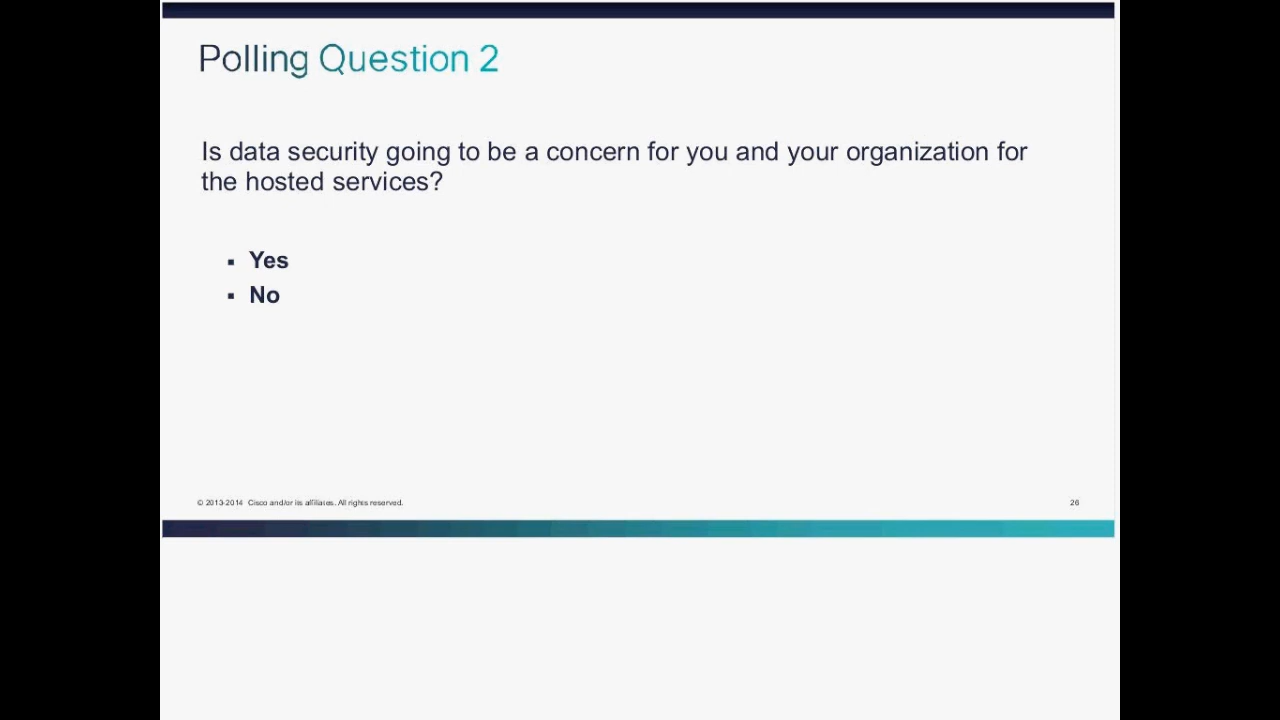 Polling Question 2
Is data security going to be a concern for you and your organization for
the hosted services?
▪ Yes
▪ No
© 2013-2014 Cisco and/or its affiliates. All rights reserved.
26